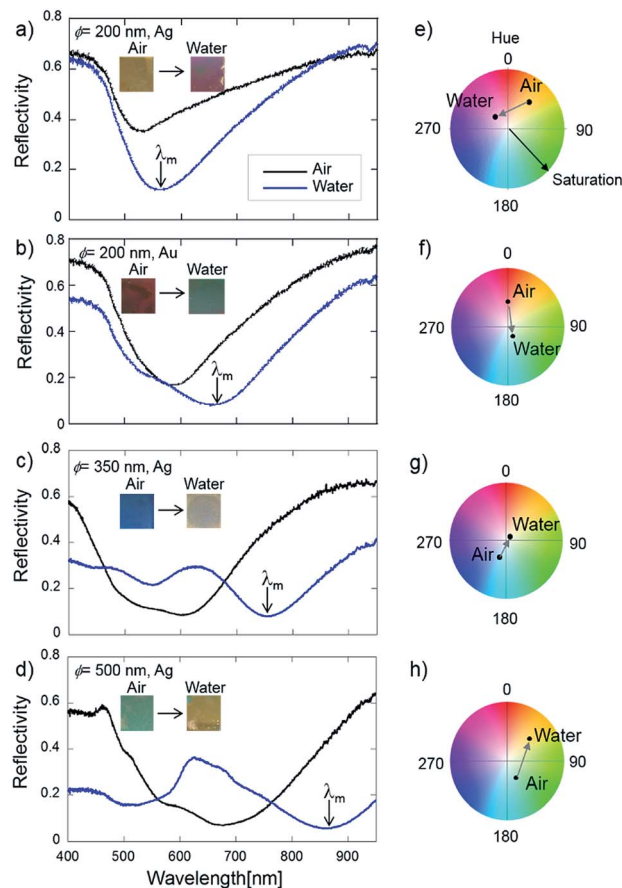 a) ϕ= 200 nm, Ag
Air Water
Reflectivity
0.8
0.6
0.4
0.2
0
λm
Air
Water
b) ϕ= 200 nm, Au
Air Water
Reflectivity
0.8
0.6
0.4
0.2
0
λm
c) ϕ= 350 nm, Ag
Air Water
Reflectivity
0.8
0.6
0.4
0.2
0
λm
d) ϕ= 500 nm, Ag
Air Water
Reflectivity
0.8
0.6
0.4
0.2
0
λm
400 500 600 700 800 900
Wavelength[nm]
e)
Hue
0
Air
Water
270 90
Saturation
180
f)
0
Air
270 90
Water
180
g)
0
Water
270 90
Air
180
h)
0
Water
270 90
Air
180